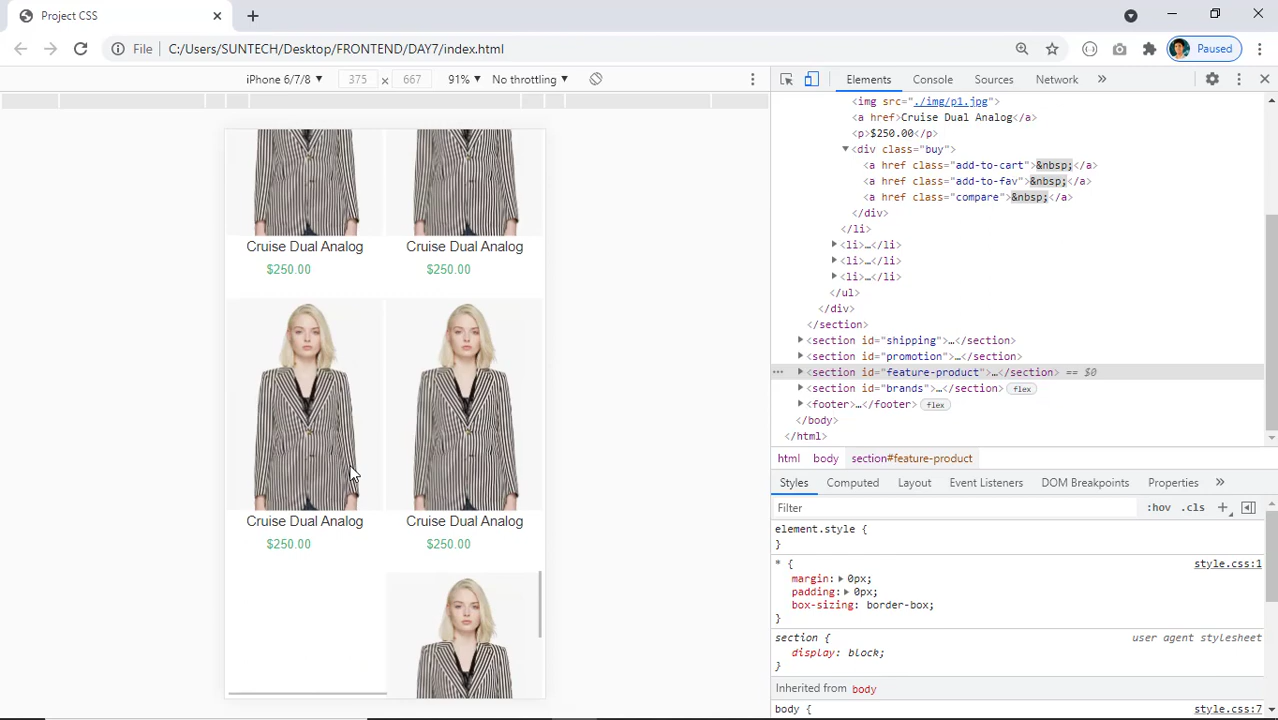 Project CSS
File C:/Users/SUNTECH/Desktop/FRONTEND/DAY7/index.html Paused
iPhone 6/7/8 375 × 667 91% No throttling
Elements Console Sources Network
<img src="./img/p1.jpg">
<a href>Cruise Dual Analog</a>
<p>$250.00</p>
<div class="buy">
<a href class="add-to-cart">&nbsp;</a>
<a href class="add-to-fav">&nbsp;</a>
<a href class="compare">&nbsp;</a>
</div>
</li>
<li>…</li>
<li>…</li>
<li>…</li>
</ul>
</div>
</section>
<section id="shipping">…</section>
<section id="promotion">…</section>
<section id="feature-product">…</section> == $0
<section id="brands">…</section> flex
<footer>…</footer> flex
</body>
</html>
html body section#feature-product
Styles Computed Layout Event Listeners DOM Breakpoints Properties
Filter :hov .cls
element.style {
}
* { style.css:1
margin: 0px;
padding: 0px;
box-sizing: border-box;
}
section { user agent stylesheet
display: block;
}
Inherited from body
body { style.css:7
Cruise Dual Analog Cruise Dual Analog
$250.00 $250.00
Cruise Dual Analog Cruise Dual Analog
$250.00 $250.00